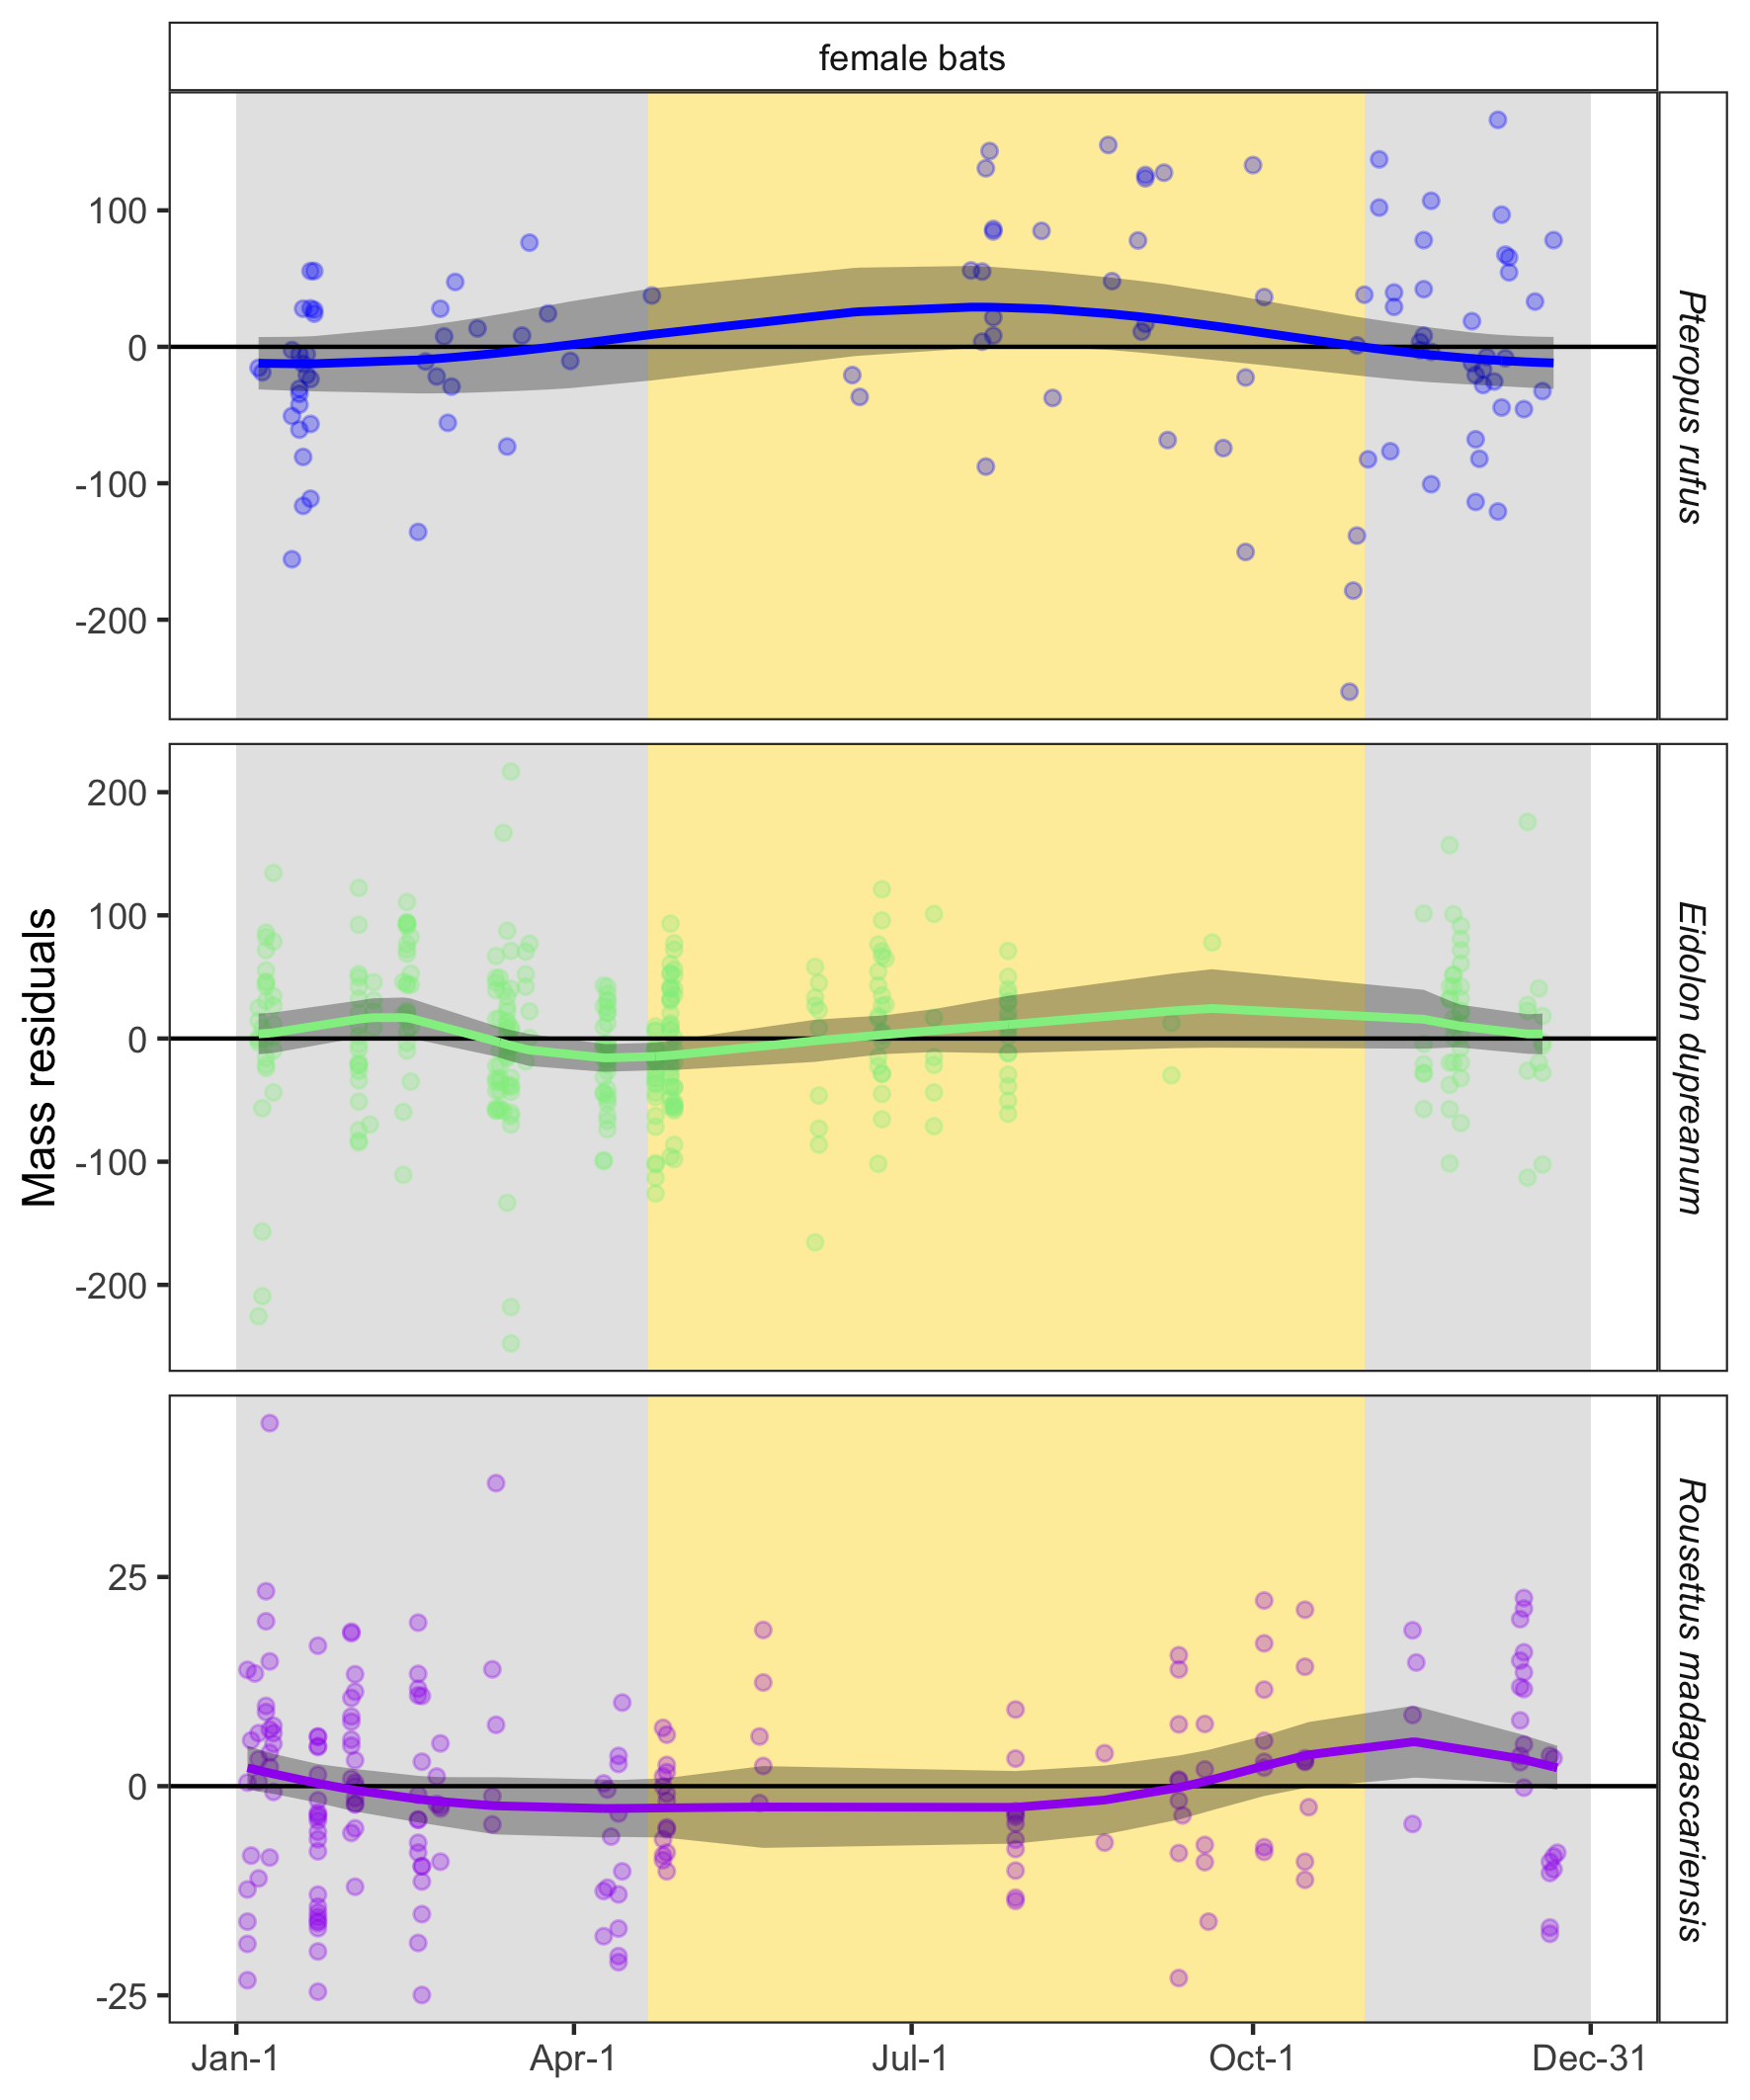 female bats
100
0
-100
-200
Pteropus rufus
Mass residuals
200
100
0
-100
-200
Eidolon dupreanum
25
0
-25
Rousettus madagascariensis
Jan-1
Apr-1
Jul-1
Oct-1
Dec-31